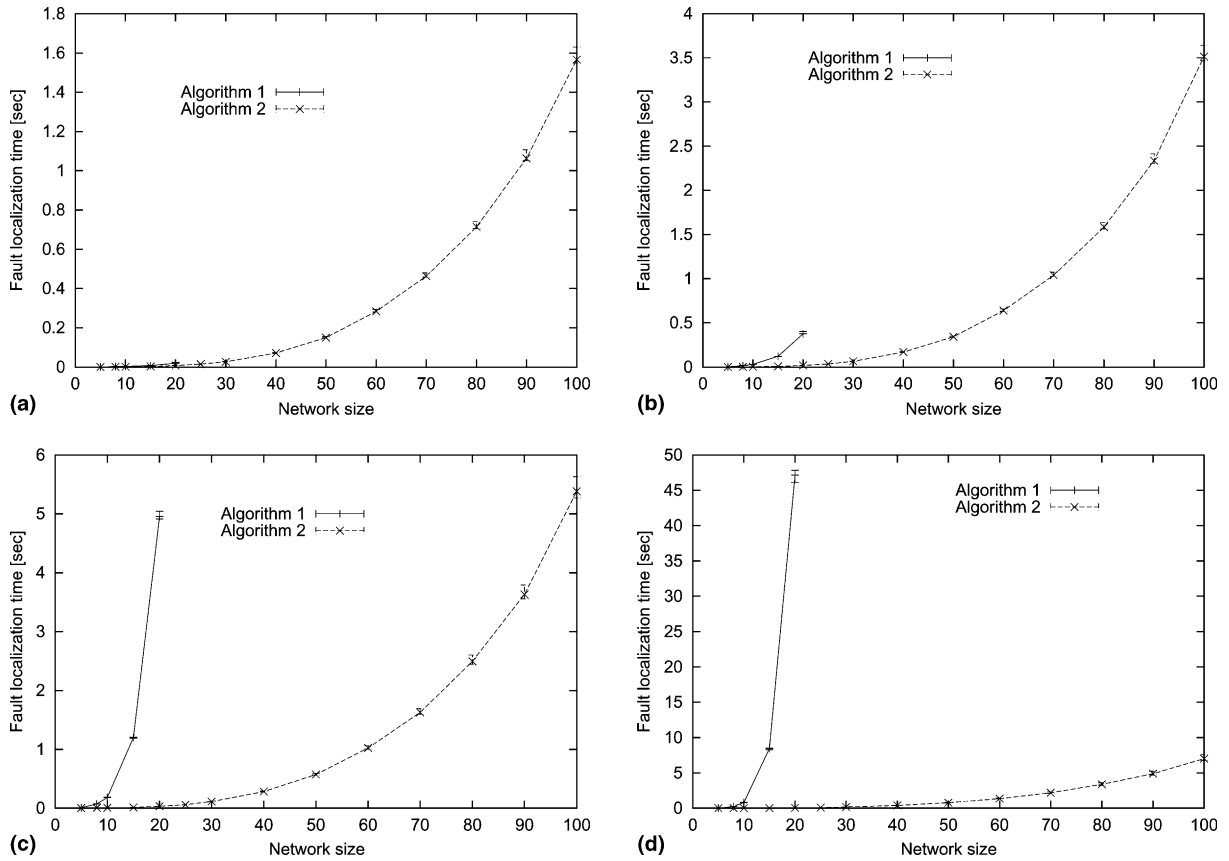 1.8
1.6
1.4
1.2
1
0.8
0.6
0.4
0.2
0
Fault localization time [sec]
Algorithm 1
Algorithm 2
0 10 20 30 40 50 60 70 80 90 100
Network size
(a)
4
3.5
3
2.5
2
1.5
1
0.5
0
Fault localization time [sec]
Algorithm 1
Algorithm 2
0 10 20 30 40 50 60 70 80 90 100
Network size
(b)
6
5
4
3
2
1
0
Fault localization time [sec]
Algorithm 1
Algorithm 2
0 10 20 30 40 50 60 70 80 90 100
Network size
(c)
50
45
40
35
30
25
20
15
10
5
0
Fault localization time [sec]
Algorithm 1
Algorithm 2
0 10 20 30 40 50 60 70 80 90 100
Network size
(d)